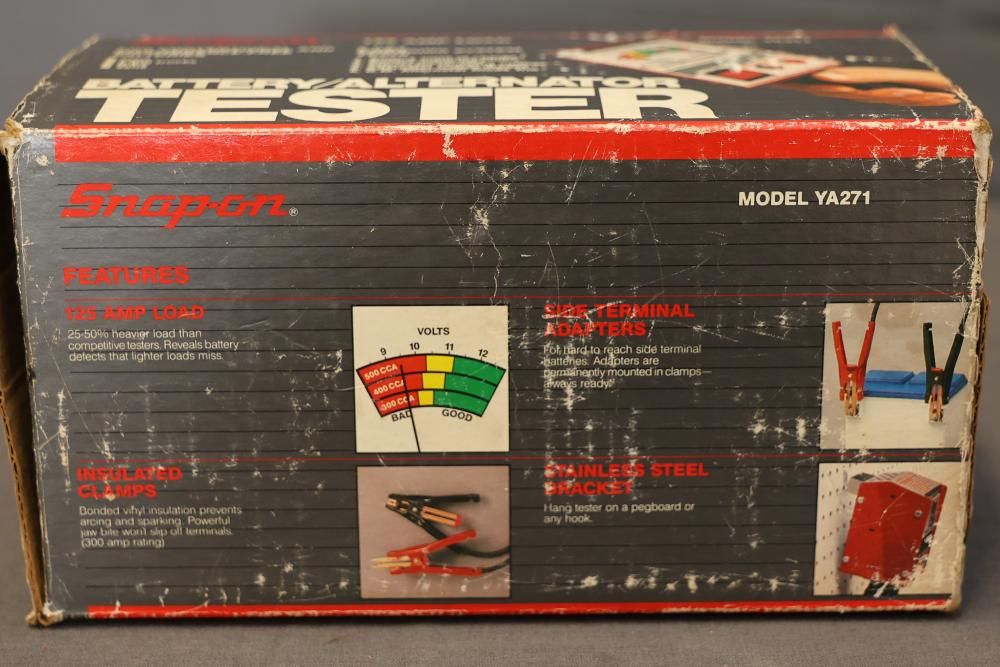 BATTERY/ALTERNATOR
TESTER
Snap-on®
MODEL YA271
FEATURES
125 AMP LOAD
25-50% heavier load than
competitive testers. Reveals battery
defects that lighter loads miss.
VOLTS
9 10 11 12
500 CCA
400 CCA
300 CCA
BAD GOOD
SIDE TERMINAL
ADAPTERS
For hard to reach side terminal
batteries. Adapters are
permanently mounted in clamps—
always ready!
INSULATED
CLAMPS
Bonded vinyl insulation prevents
arcing and sparking. Powerful
jaw bite won't slip off terminals.
(300 amp rating)
STAINLESS STEEL
BRACKET
Hang tester on a pegboard or
any hook.